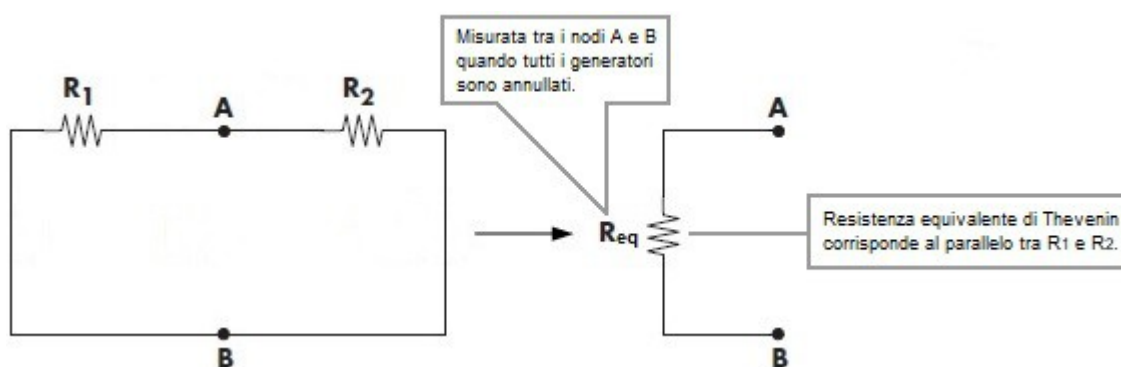 Misurata tra i nodi A e B
quando tutti i generatori
sono annullati.
R1
A
R2
B
A
Req
B
Resistenza equivalente di Thevenin
corrisponde al parallelo tra R1 e R2.